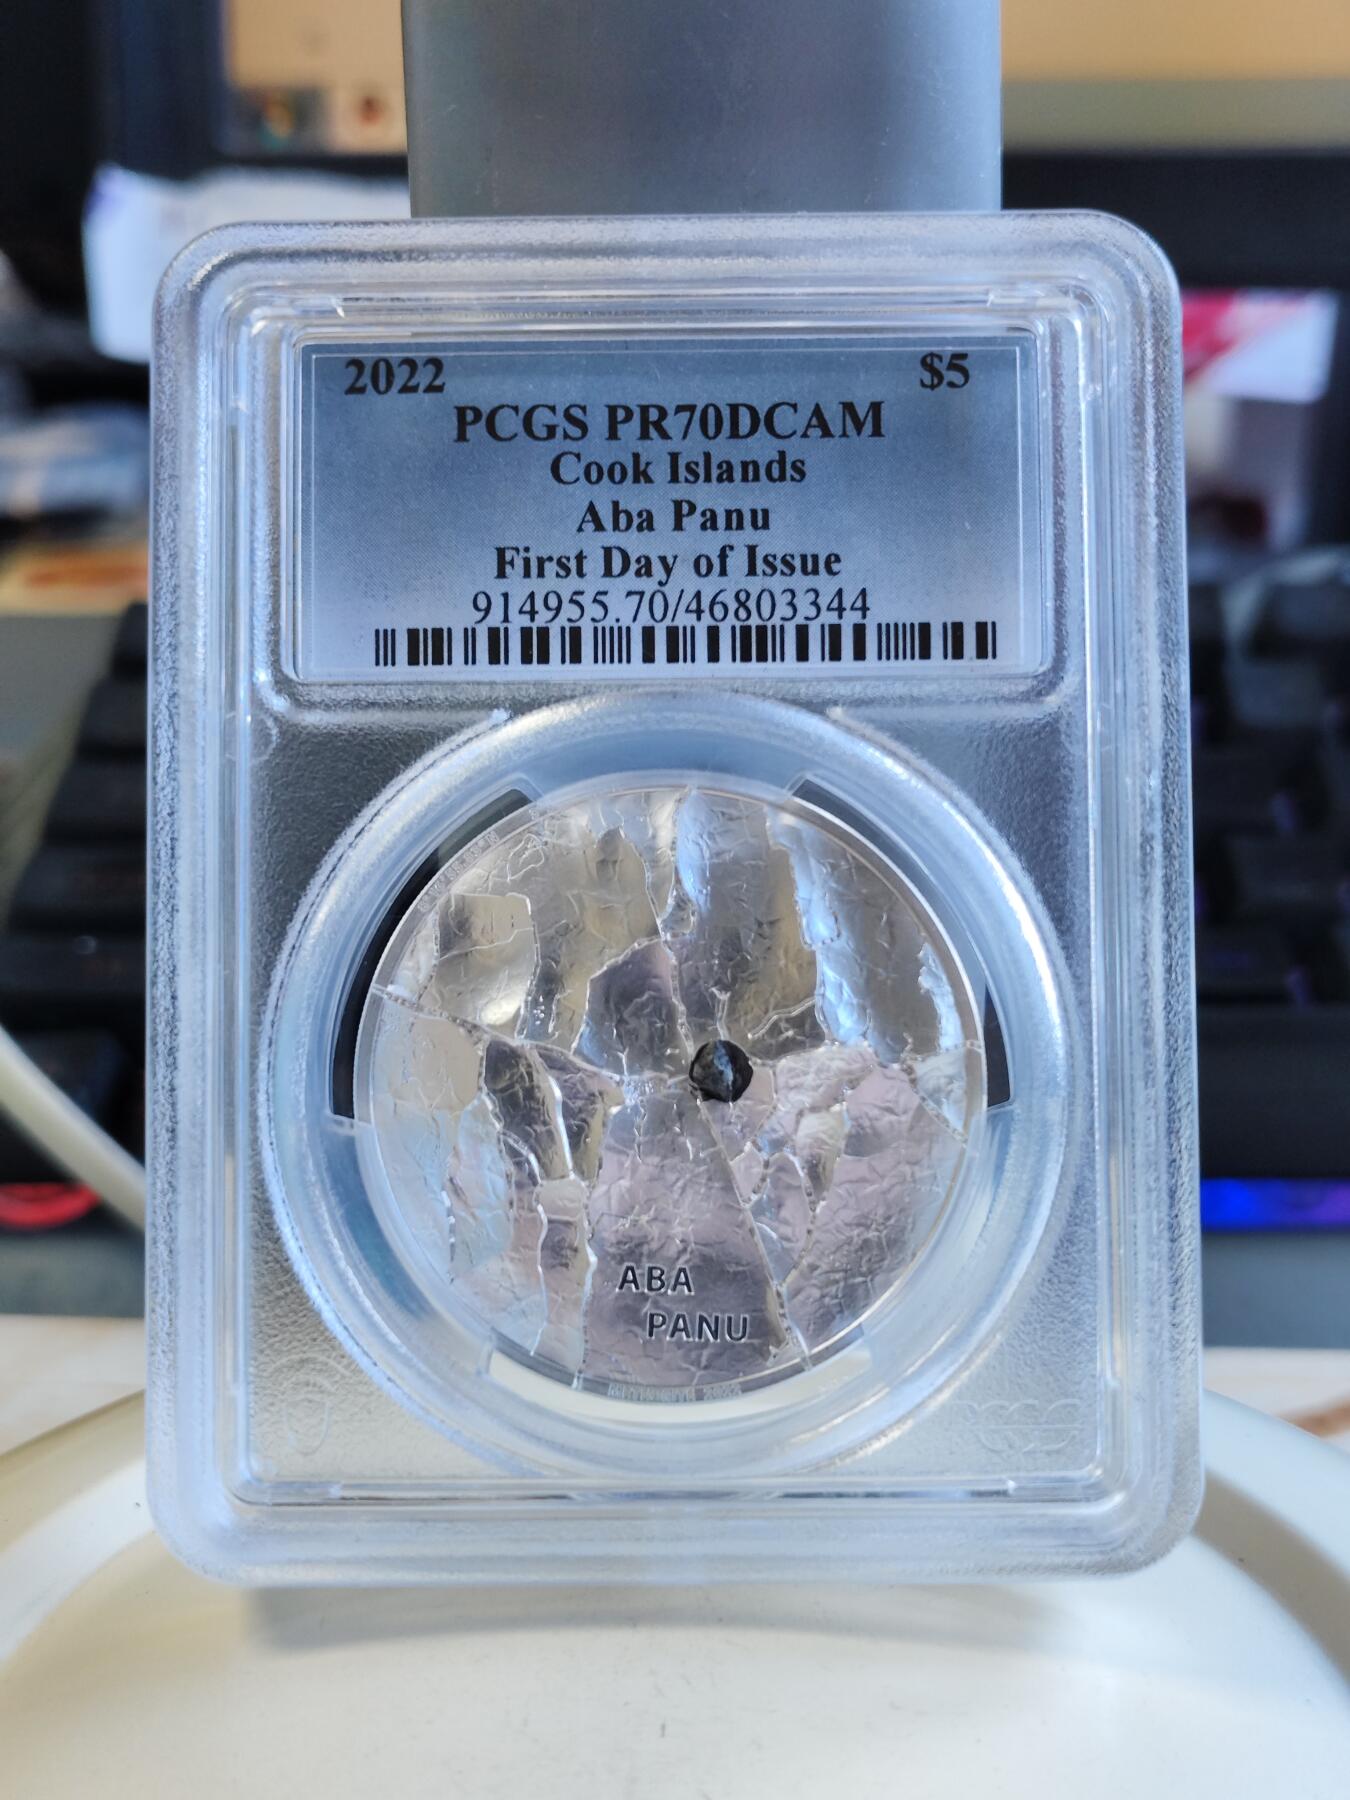 2022 $5
PCGS PR70DCAM
Cook Islands
Aba Panu
First Day of Issue
914955.70/46803344
ABA
PANU